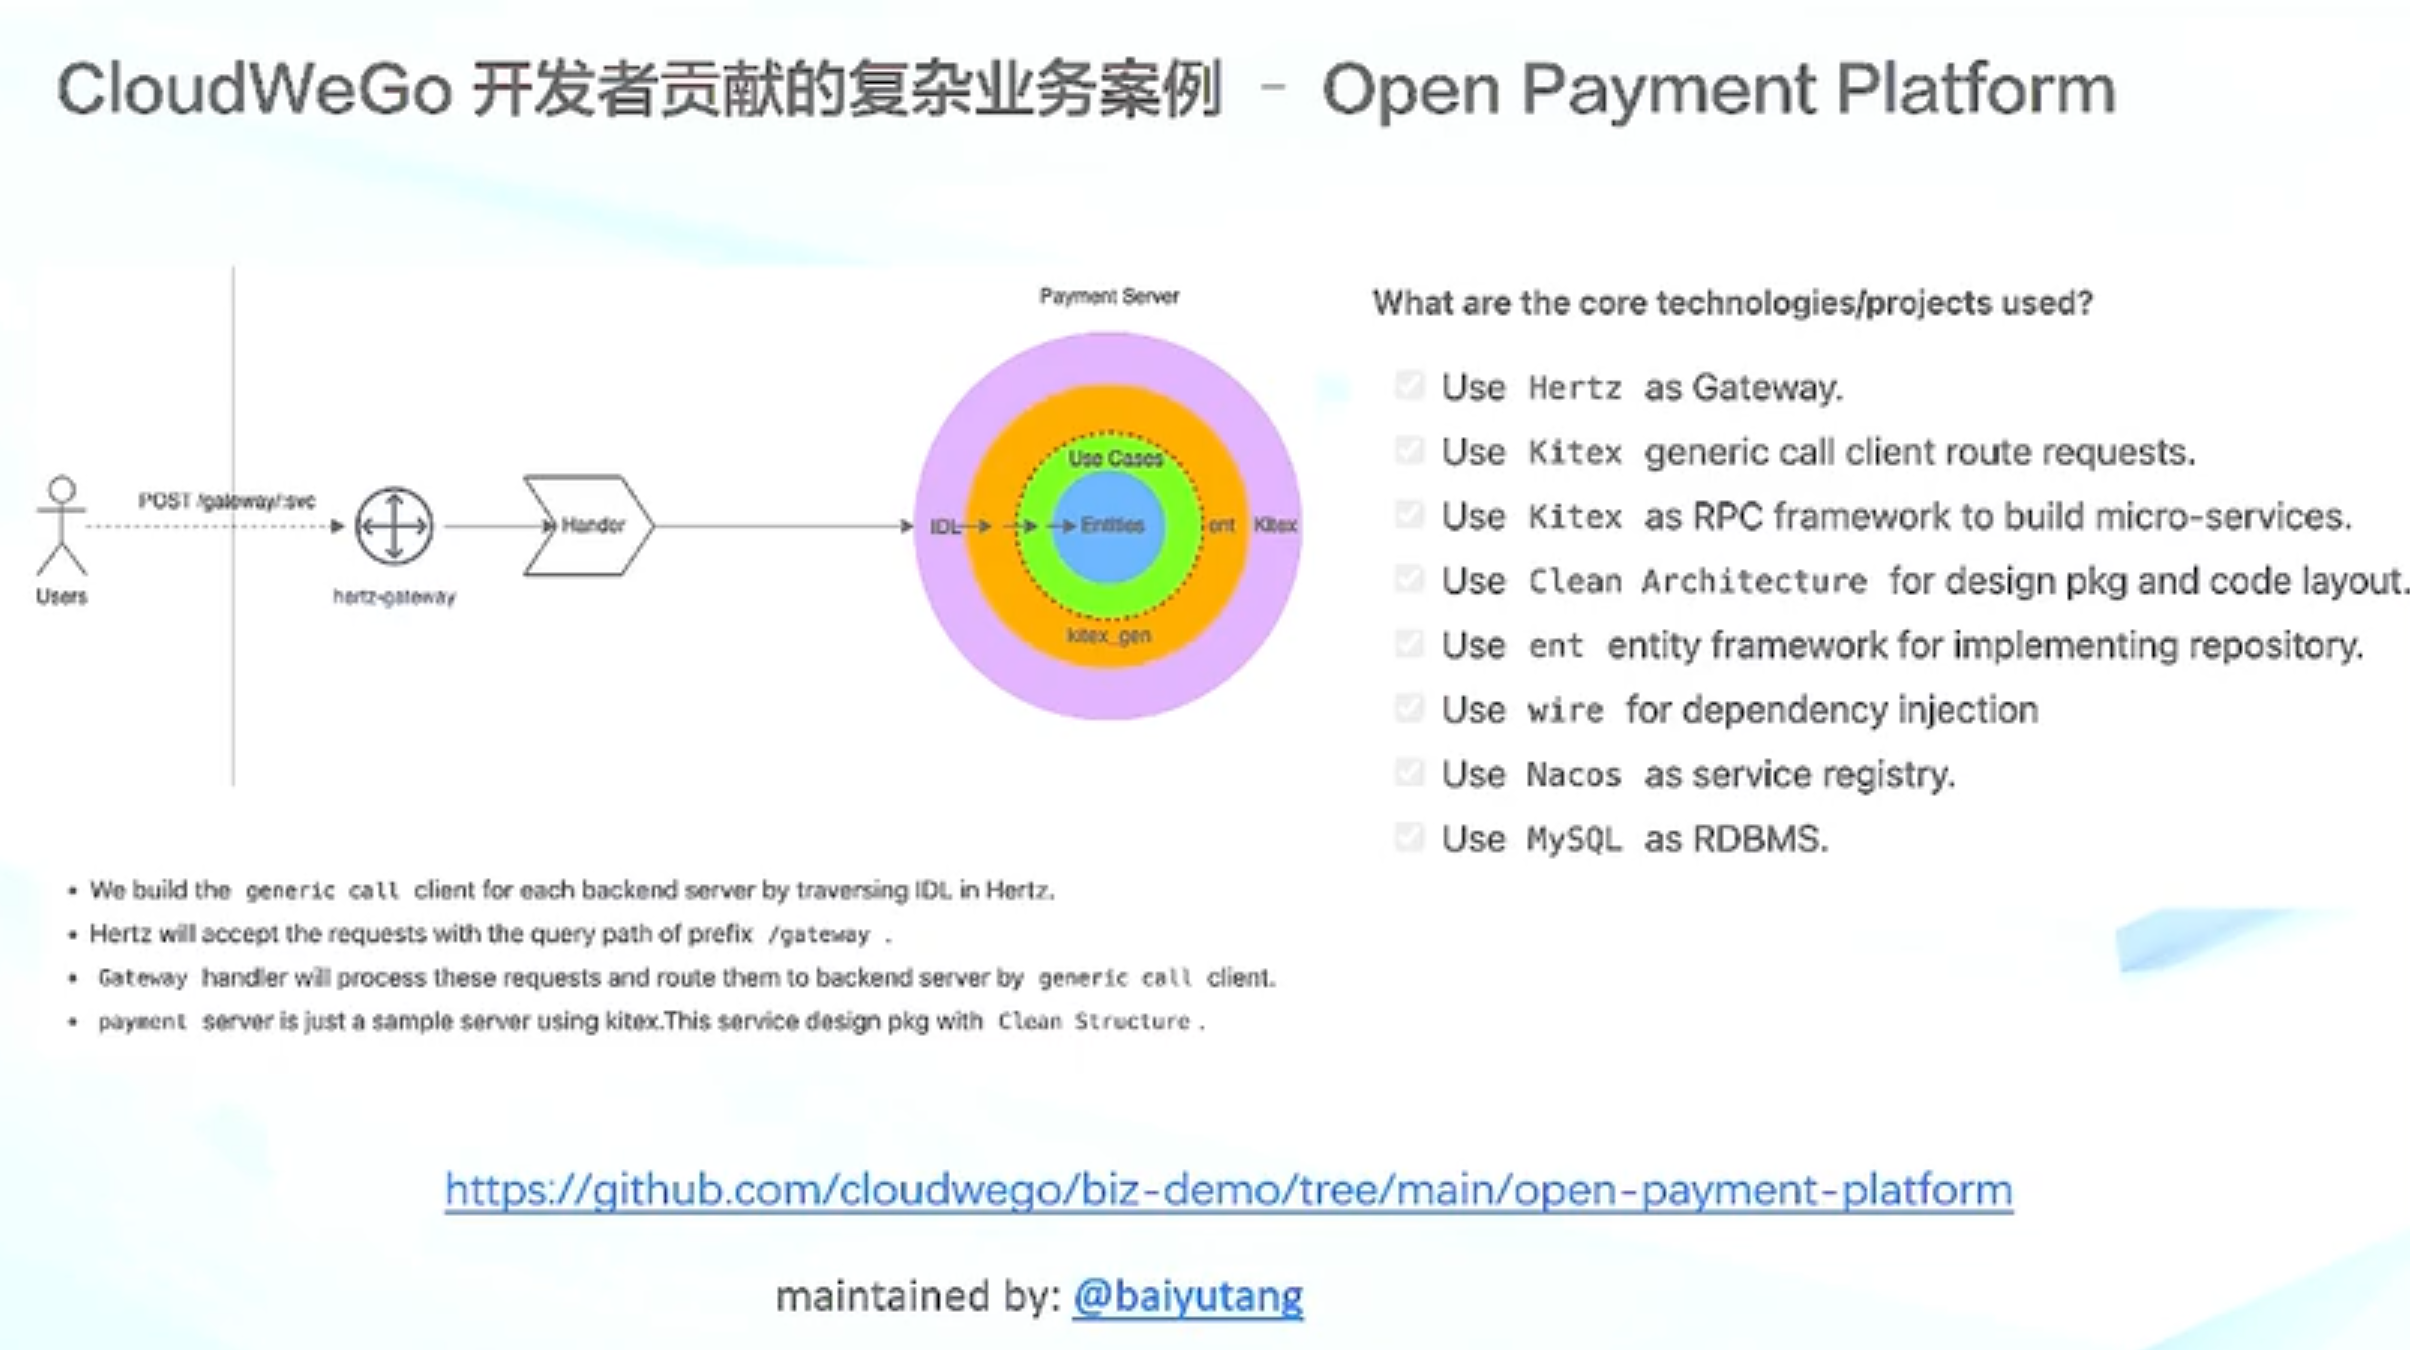 CloudWeGo 开发者贡献的复杂业务案例 - Open Payment Platform
Payment Server
POST /gateway/:svc
Users
hertz-gateway
Handler
IDL
Use Cases
Entities
ent
Kitex
kitex_gen
What are the core technologies/projects used?
Use Hertz as Gateway.
Use Kitex generic call client route requests.
Use Kitex as RPC framework to build micro-services.
Use Clean Architecture for design pkg and code layout.
Use ent entity framework for implementing repository.
Use wire for dependency injection
Use Nacos as service registry.
Use MySQL as RDBMS.
• We build the generic call client for each backend server by traversing IDL in Hertz.
• Hertz will accept the requests with the query path of prefix /gateway .
• Gateway handler will process these requests and route them to backend server by generic call client.
• payment server is just a sample server using kitex.This service design pkg with Clean Structure .
https://github.com/cloudwego/biz-demo/tree/main/open-payment-platform
maintained by: @baiyutang